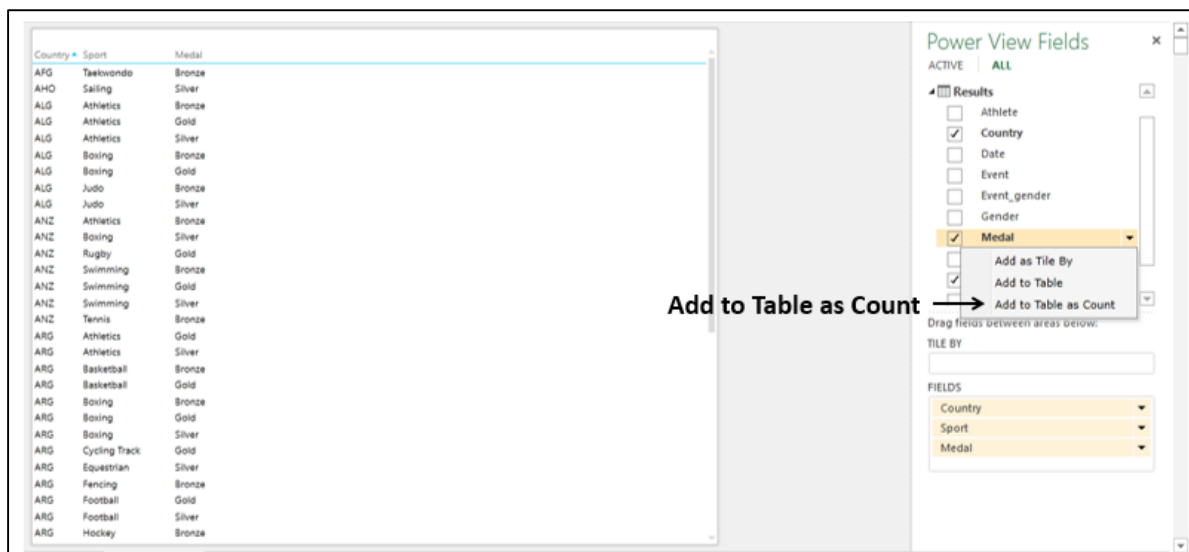 Country Sport Medal
AFG Taekwondo Bronze
AHO Sailing Silver
ALG Athletics Bronze
ALG Athletics Gold
ALG Athletics Silver
ALG Boxing Bronze
ALG Boxing Gold
ALG Judo Bronze
ALG Judo Silver
ANZ Athletics Bronze
ANZ Boxing Silver
ANZ Rugby Gold
ANZ Swimming Bronze
ANZ Swimming Gold
ANZ Swimming Silver
ANZ Tennis Bronze
ARG Athletics Gold
ARG Athletics Silver
ARG Basketball Bronze
ARG Basketball Gold
ARG Boxing Bronze
ARG Boxing Gold
ARG Boxing Silver
ARG Cycling Track Gold
ARG Equestrian Silver
ARG Fencing Bronze
ARG Football Gold
ARG Football Silver
ARG Hockey Bronze
Add to Table as Count
Power View Fields
ACTIVE ALL
Results
Athlete
Country
Date
Event
Event_gender
Gender
Medal
Add as Tile By
Add to Table
Add to Table as Count
Drag fields between areas below:
TILE BY
FIELDS
Country
Sport
Medal